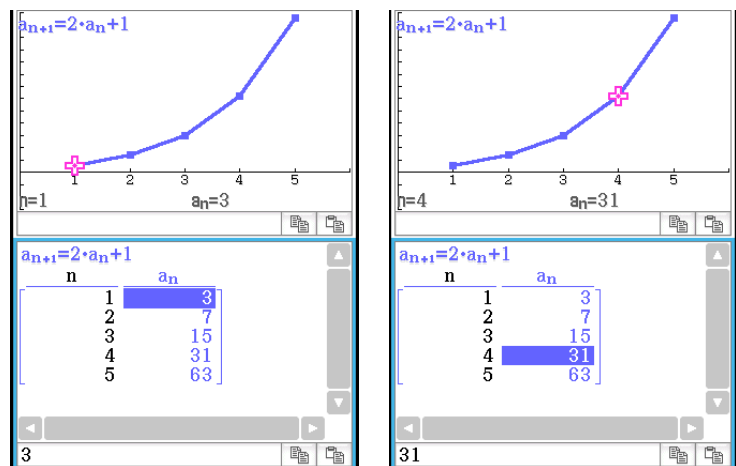 aₙ₊₁=2·aₙ+1
1 2 3 4 5
n=1 aₙ=3
aₙ₊₁=2·aₙ+1
n aₙ
1 3
2 7
3 15
4 31
5 63
3
aₙ₊₁=2·aₙ+1
1 2 3 4 5
n=4 aₙ=31
aₙ₊₁=2·aₙ+1
n aₙ
1 3
2 7
3 15
4 31
5 63
31